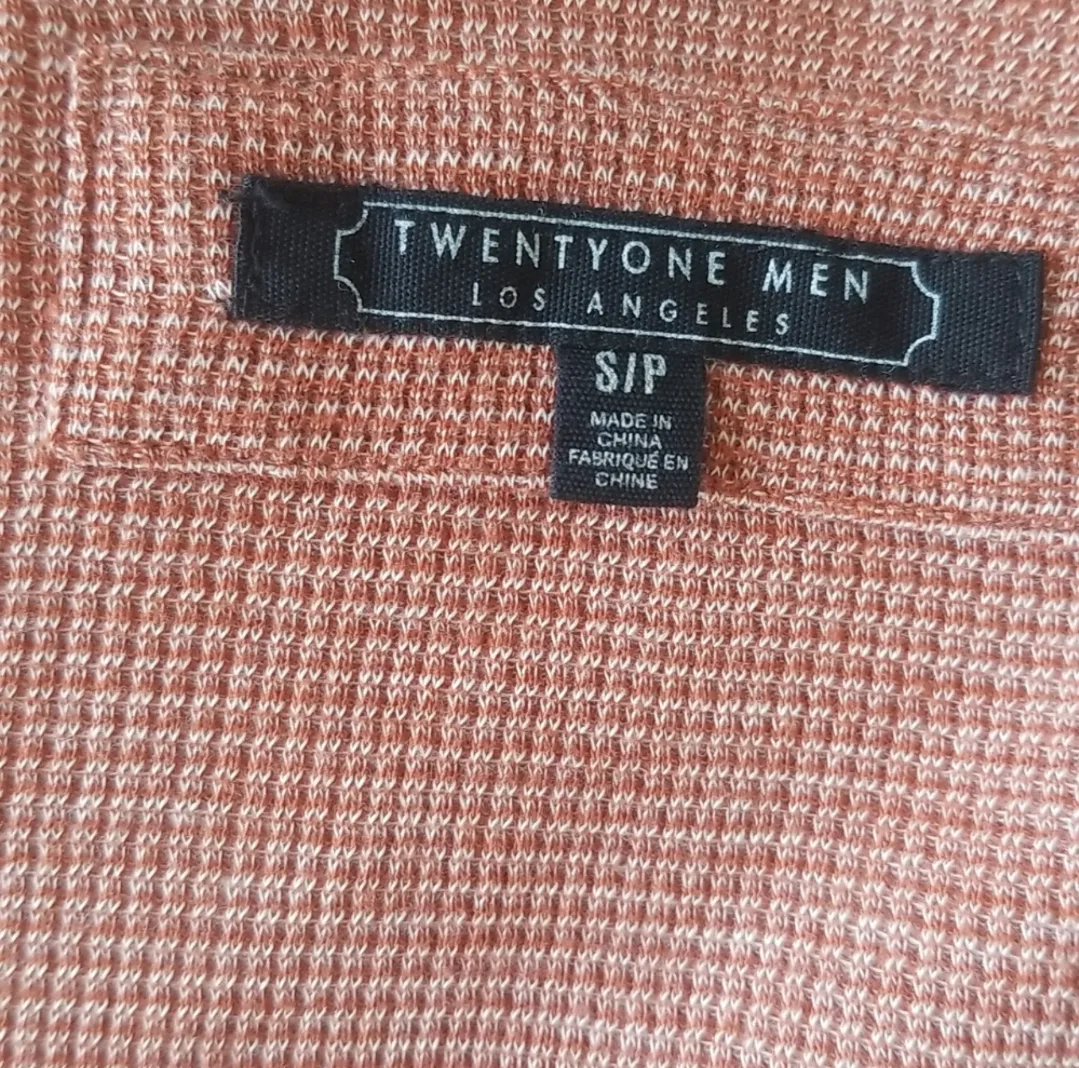 TWENTYONE MEN
LOS ANGELES
S/P
MADE IN
CHINA
FABRIQUÉ EN
CHINE